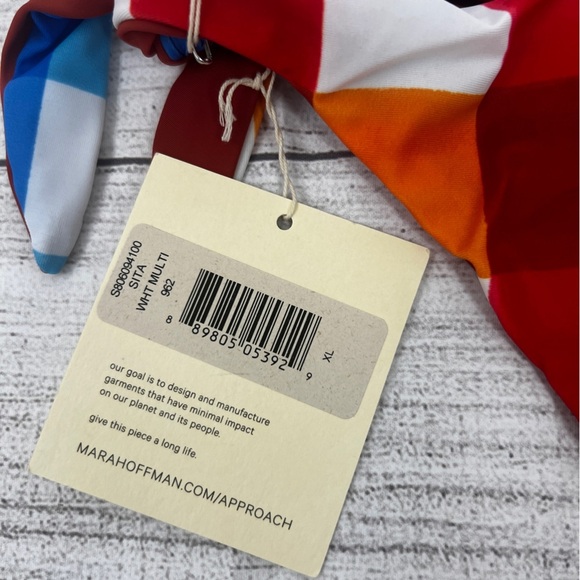 S806094100
SITA
WHT MULTI
962
8 89805 05392 9
XL
our goal is to design and manufacture
garments that have minimal impact
on our planet and its people.
give this piece a long life.
MARAHOFFMAN.COM/APPROACH